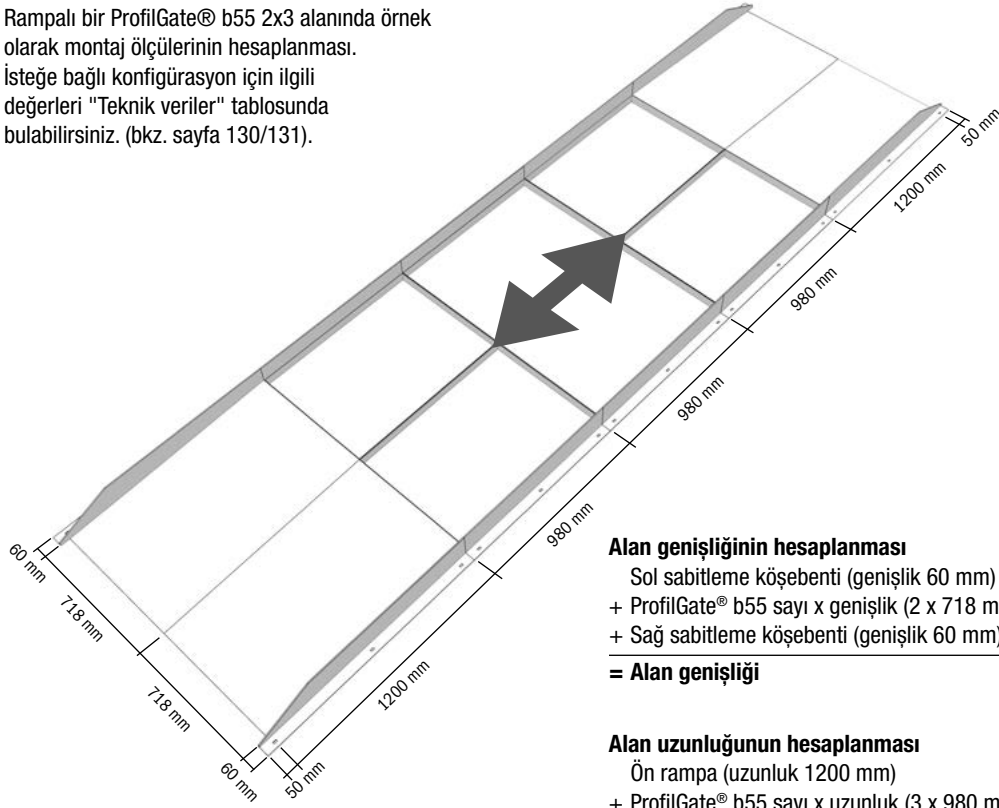 Rampalı bir ProfilGate® b55 2x3 alanında örnek
olarak montaj ölçülerinin hesaplanması.
İsteğe bağlı konfigürasyon için ilgili
değerleri "Teknik veriler" tablosunda
bulabilirsiniz. (bkz. sayfa 130/131).
50 mm
1200 mm
980 mm
980 mm
980 mm
1200 mm
50 mm
60 mm
718 mm
718 mm
60 mm
Alan genişliğinin hesaplanması
Sol sabitleme köşebenti (genişlik 60 mm)
+ ProfilGate® b55 sayı x genişlik (2 x 718 m
+ Sağ sabitleme köşebenti (genişlik 60 mm)
= Alan genişliği
Alan uzunluğunun hesaplanması
Ön rampa (uzunluk 1200 mm)
+ ProfilGate® b55 sayı x uzunluk (3 x 980 m